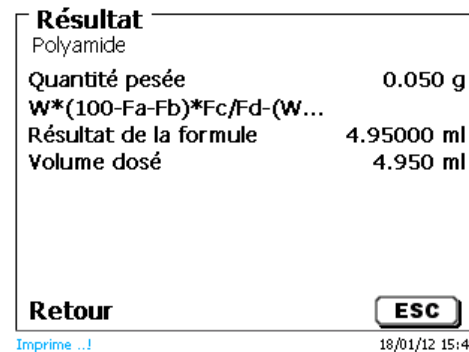 Résultat
Polyamide
Quantité pesée 0.050 g
W*(100-Fa-Fb)*Fc/Fd-(W...
Résultat de la formule 4.95000 ml
Volume dosé 4.950 ml
Retour ESC
Imprime ..! 18/01/12 15:4